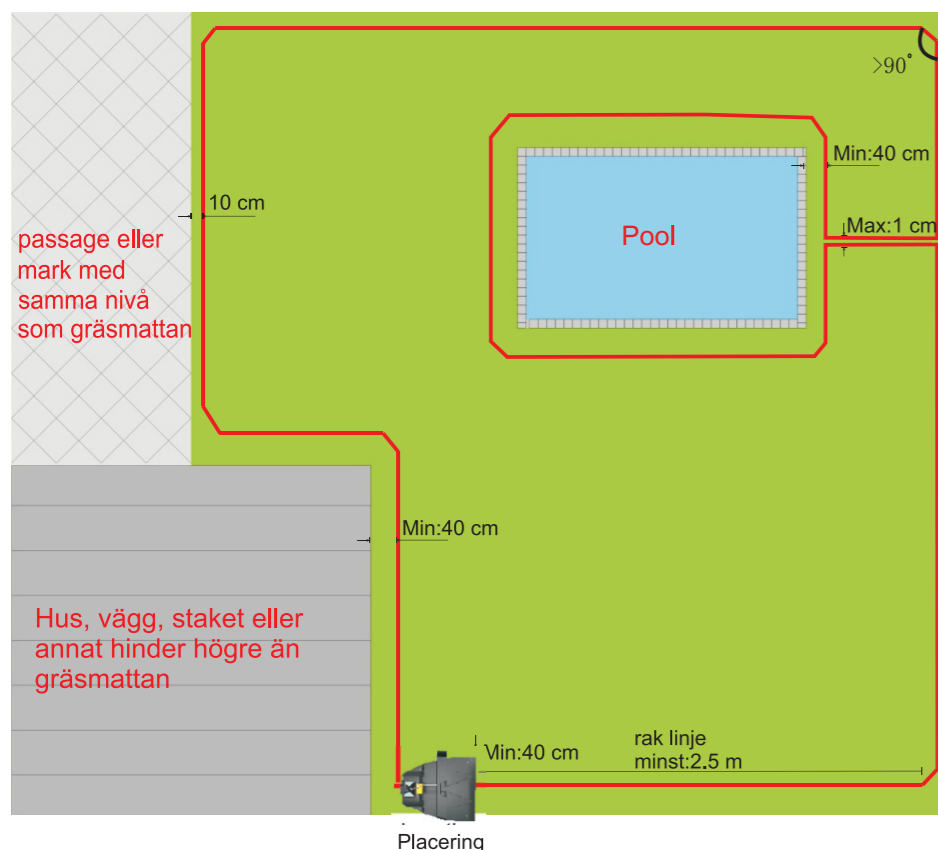 >90°
Min:40 cm
10 cm
Max:1 cm
Pool
passage eller
mark med
samma nivå
som gräsmattan
Min:40 cm
Hus, vägg, staket eller
annat hinder högre än
gräsmattan
Min:40 cm
rak linje
minst:2.5 m
Placering